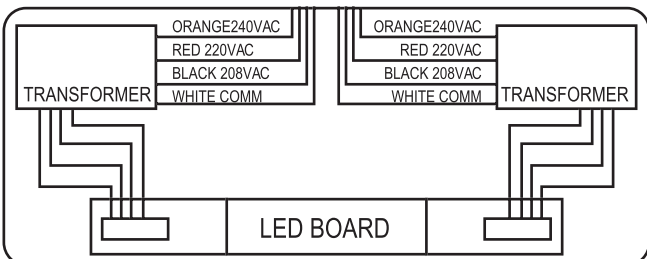 ORANGE240VAC ORANGE240VAC
RED 220VAC RED 220VAC
BLACK 208VAC BLACK 208VAC
TRANSFORMER WHITE COMM WHITE COMM TRANSFORMER
LED BOARD